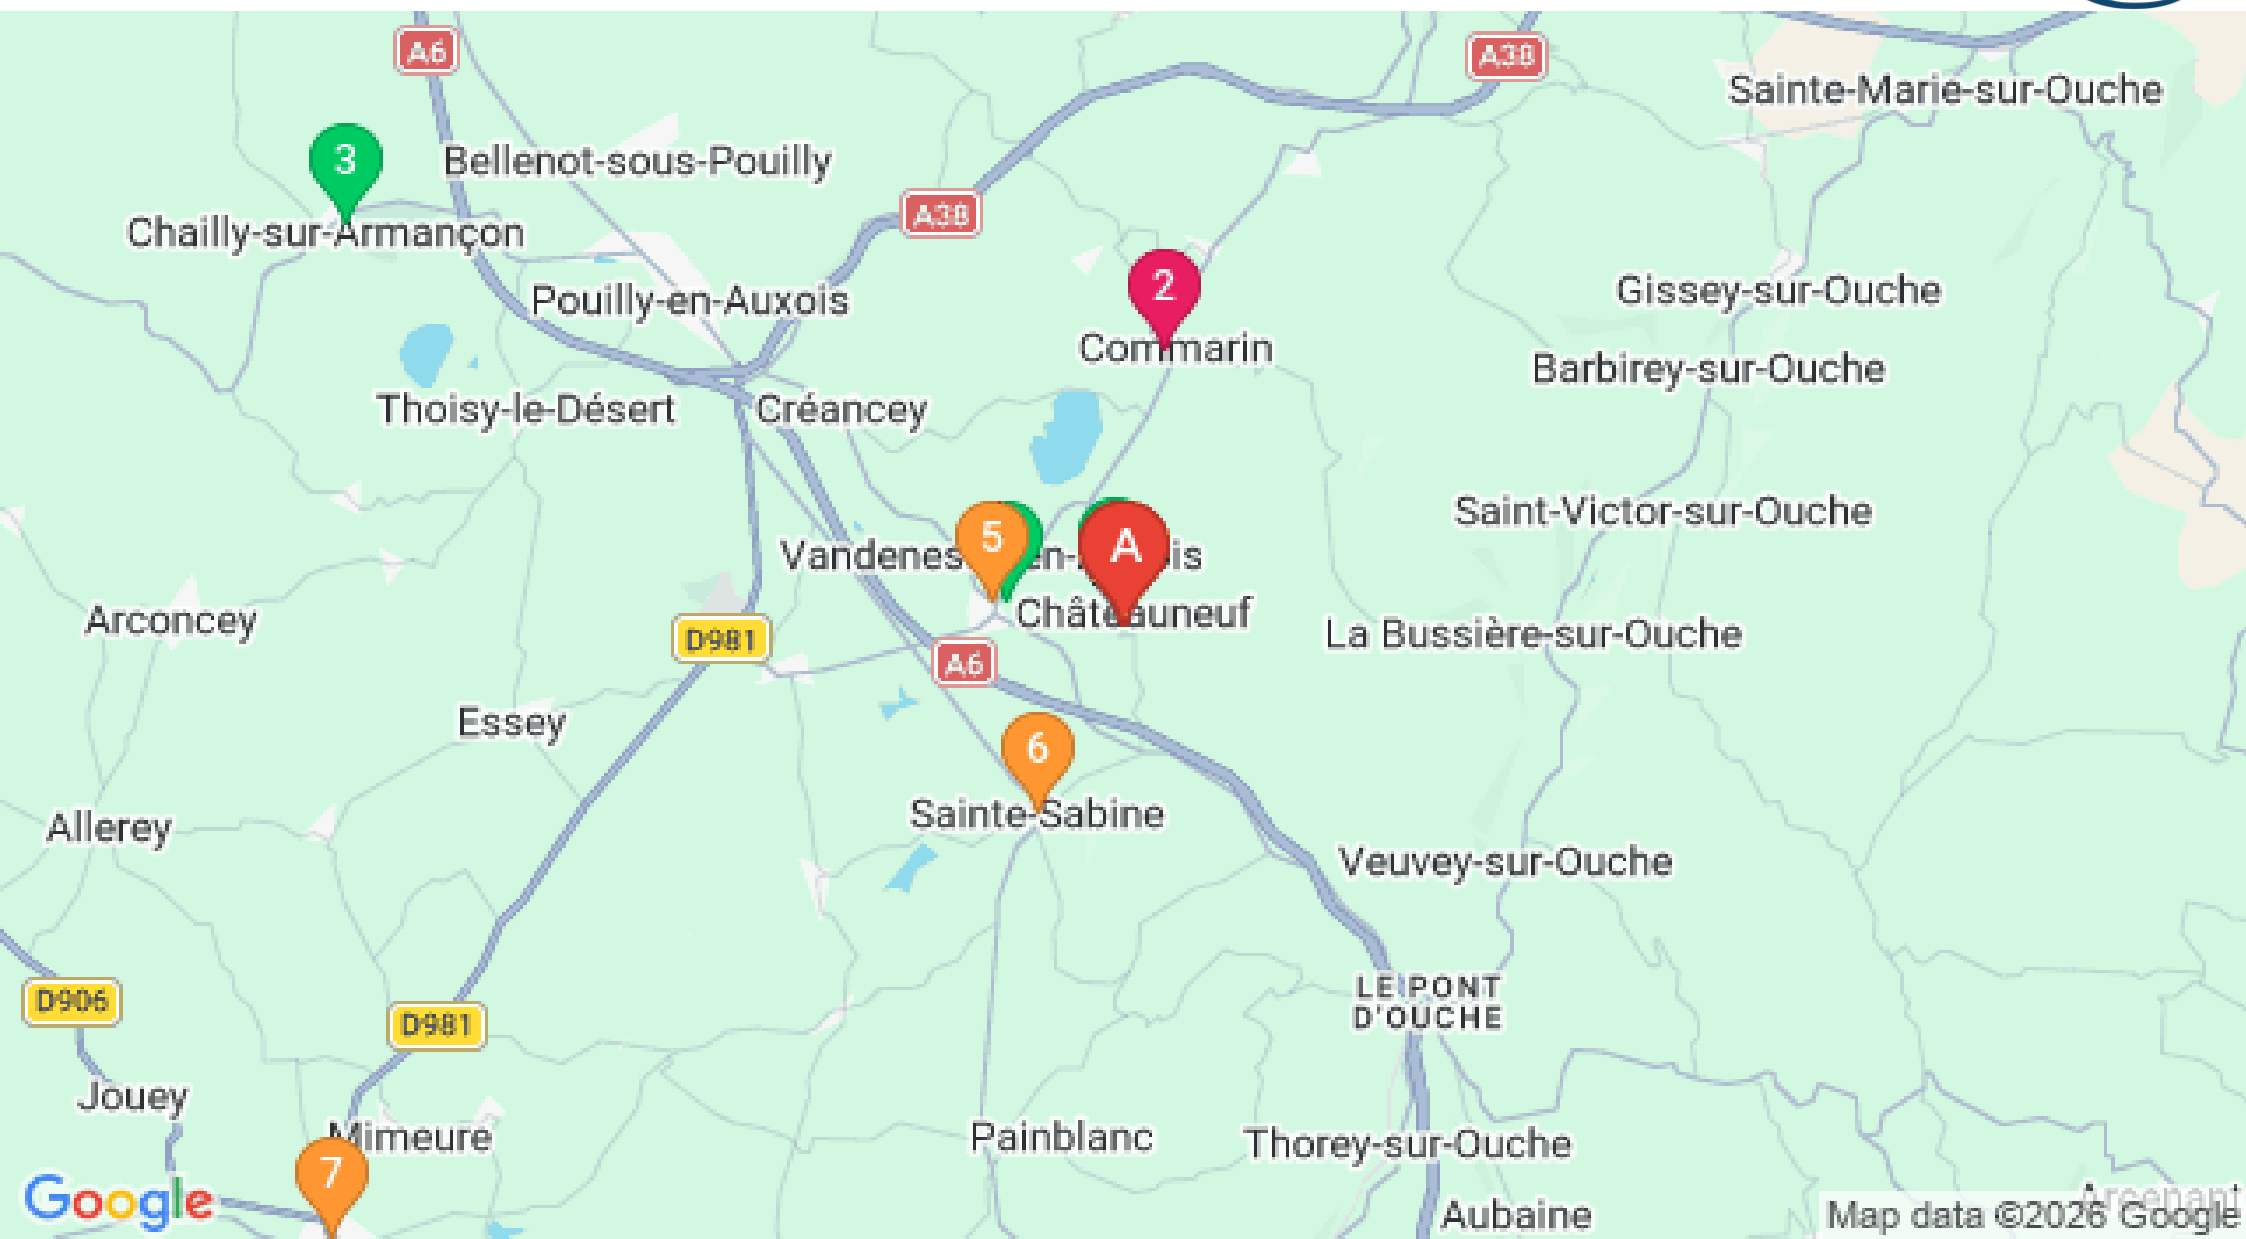 A6
A38
Sainte-Marie-sur-Ouche
3
Bellenot-sous-Pouilly
A38
Chailly-sur-Armançon
2
Pouilly-en-Auxois
Gissey-sur-Ouche
Commarin
Barbirey-sur-Ouche
Thoisy-le-Désert
Créancey
Saint-Victor-sur-Ouche
5
A
Châteauneuf
Arconcey
D981
La Bussière-sur-Ouche
A6
Essey
6
Sainte-Sabine
Allerey
Veuvey-sur-Ouche
LE PONT
D'OUCHE
D906
D981
Jouey
Mimeure
Painblanc
Thorey-sur-Ouche
7
Google
Arcenant
Aubaine
Map data ©2026 Google